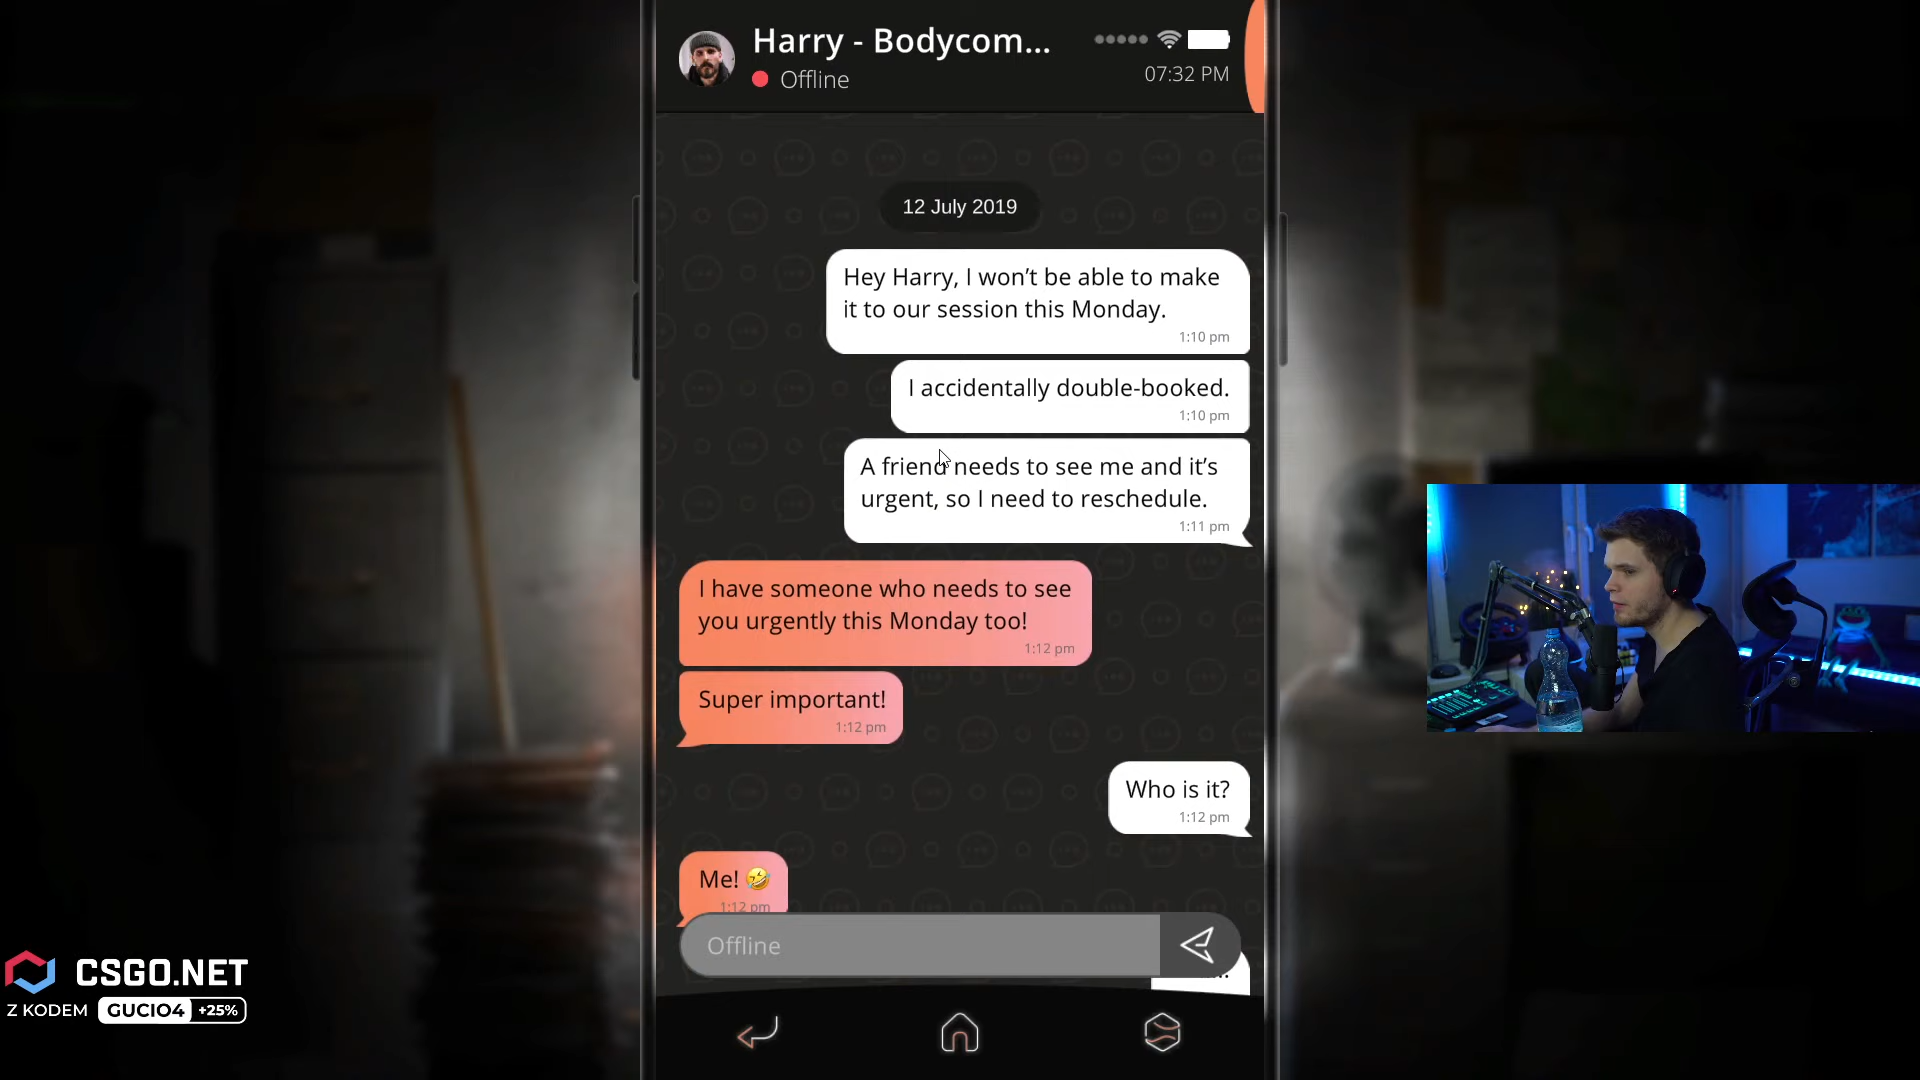 Harry - Bodycom...
Offline
07:32 PM
12 July 2019
Hey Harry, I won't be able to make
it to our session this Monday.
1:10 pm
I accidentally double-booked.
1:10 pm
A friend needs to see me and it's
urgent, so I need to reschedule.
1:11 pm
I have someone who needs to see
you urgently this Monday too!
1:12 pm
Super important!
1:12 pm
Who is it?
1:12 pm
Me! 🤣
1:12 pm
Offline
CSGO.NET
Z KODEM GUCIO4 +25%